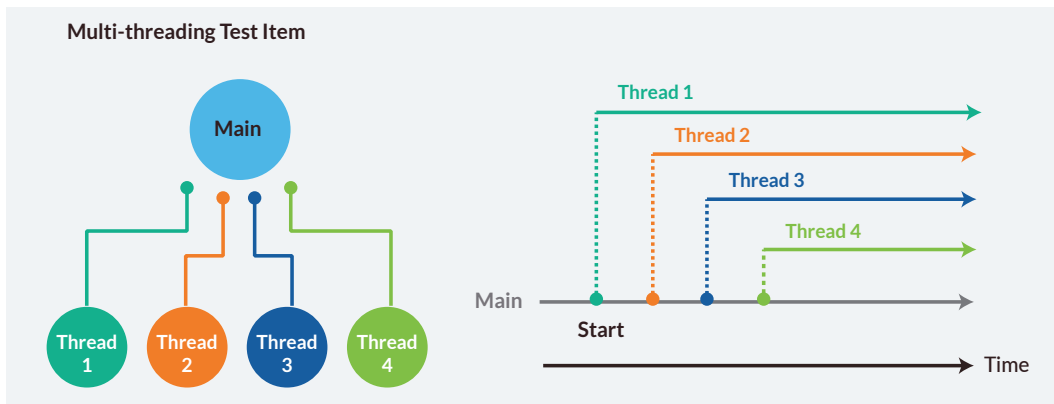 Multi-threading Test Item
Main
Thread
1
Thread
2
Thread
3
Thread
4
Thread 1
Thread 2
Thread 3
Thread 4
Main
Start
Time